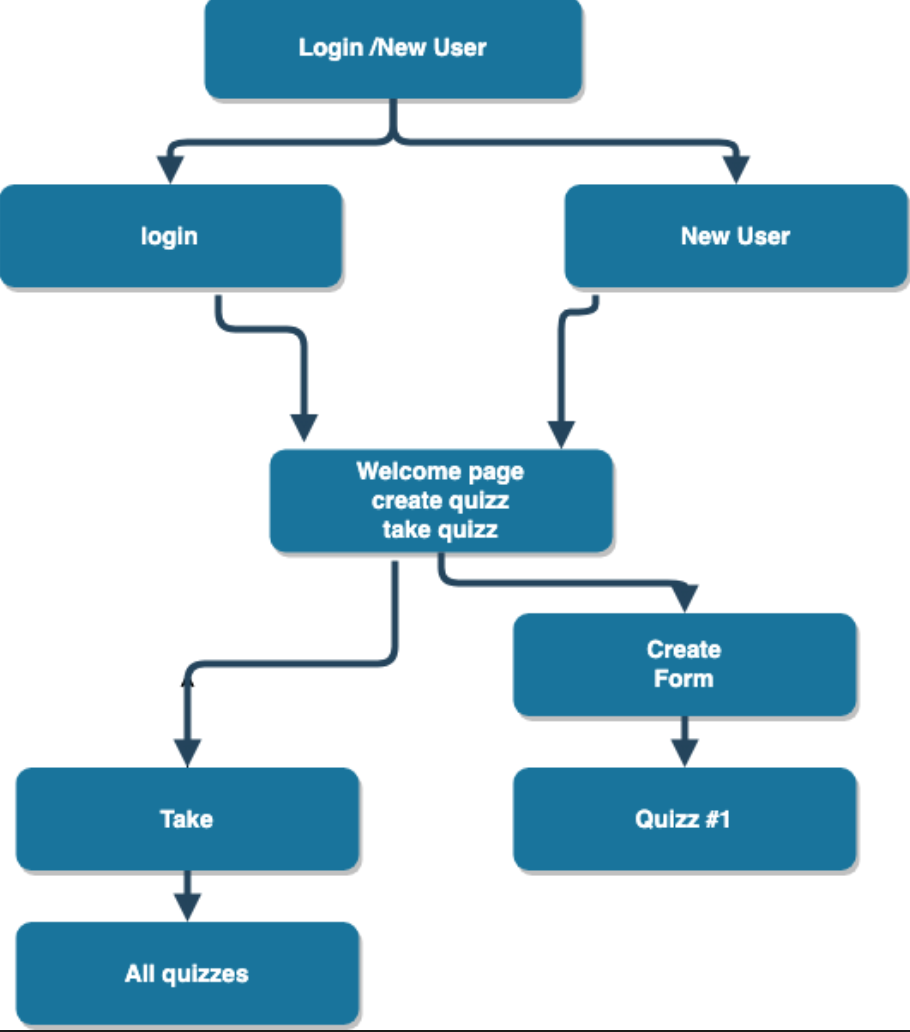 Login /New User
login
New User
Welcome page
create quizz
take quizz
Create
Form
Take
Quizz #1
All quizzes